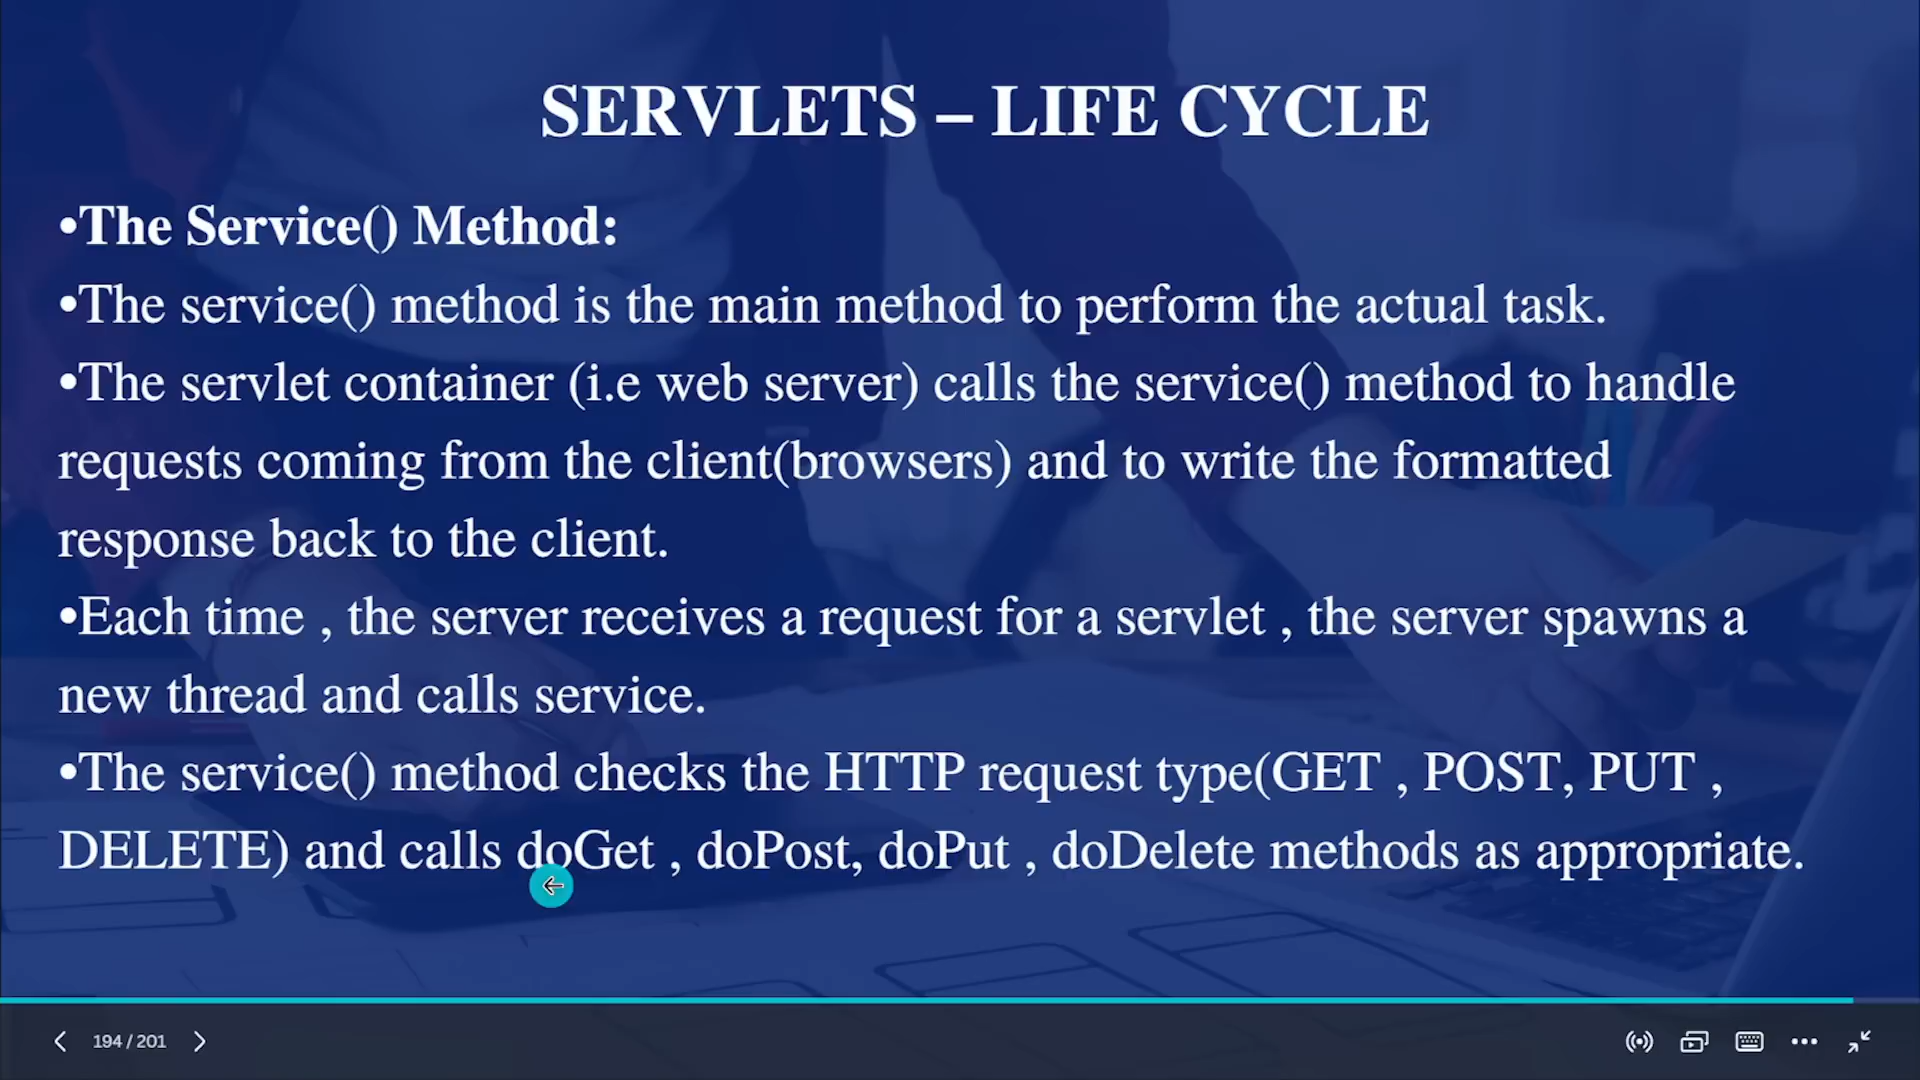 SERVLETS – LIFE CYCLE
•The Service() Method:
•The service() method is the main method to perform the actual task.
•The servlet container (i.e web server) calls the service() method to handle
requests coming from the client(browsers) and to write the formatted
response back to the client.
•Each time , the server receives a request for a servlet , the server spawns a
new thread and calls service.
•The service() method checks the HTTP request type(GET , POST, PUT ,
DELETE) and calls doGet , doPost, doPut , doDelete methods as appropriate.
194 / 201